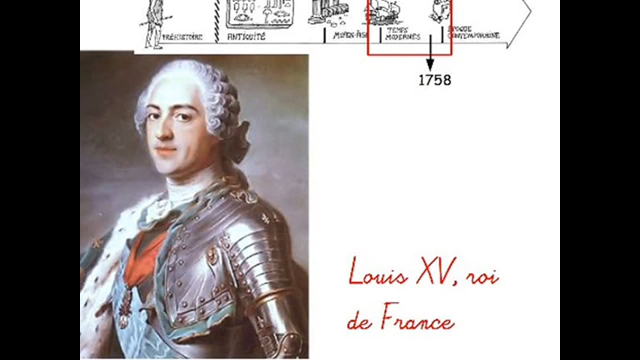 PRÉHISTOIRE
ANTIQUITÉ
MOYEN-ÂGE
TEMPS
MODERNES
ÉPOQUE
CONTEMPORAINE
1758
Louis XV, roi
de France